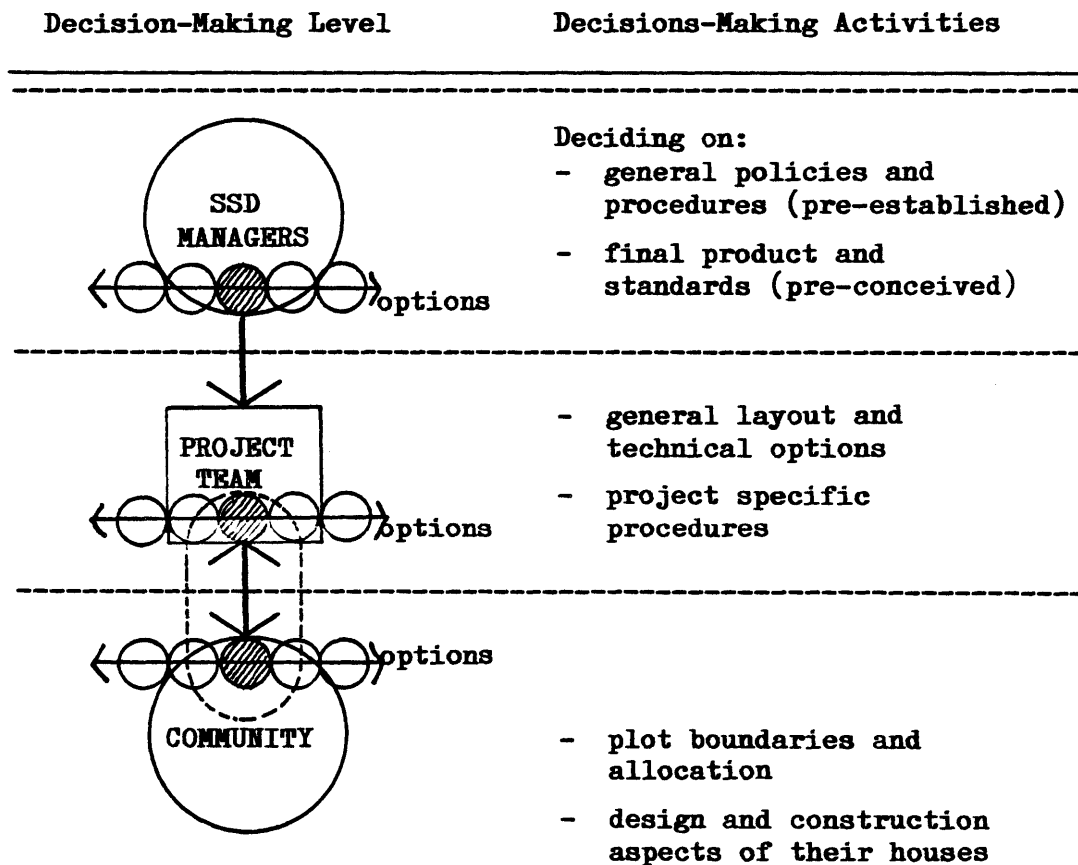 Decision-Making Level
Decisions-Making Activities
SSD
MANAGERS
options
Deciding on:
- general policies and
procedures (pre-established)
- final product and
standards (pre-conceived)
PROJECT
TEAM
options
- general layout and
technical options
- project specific
procedures
options
COMMUNITY
- plot boundaries and
allocation
- design and construction
aspects of their houses